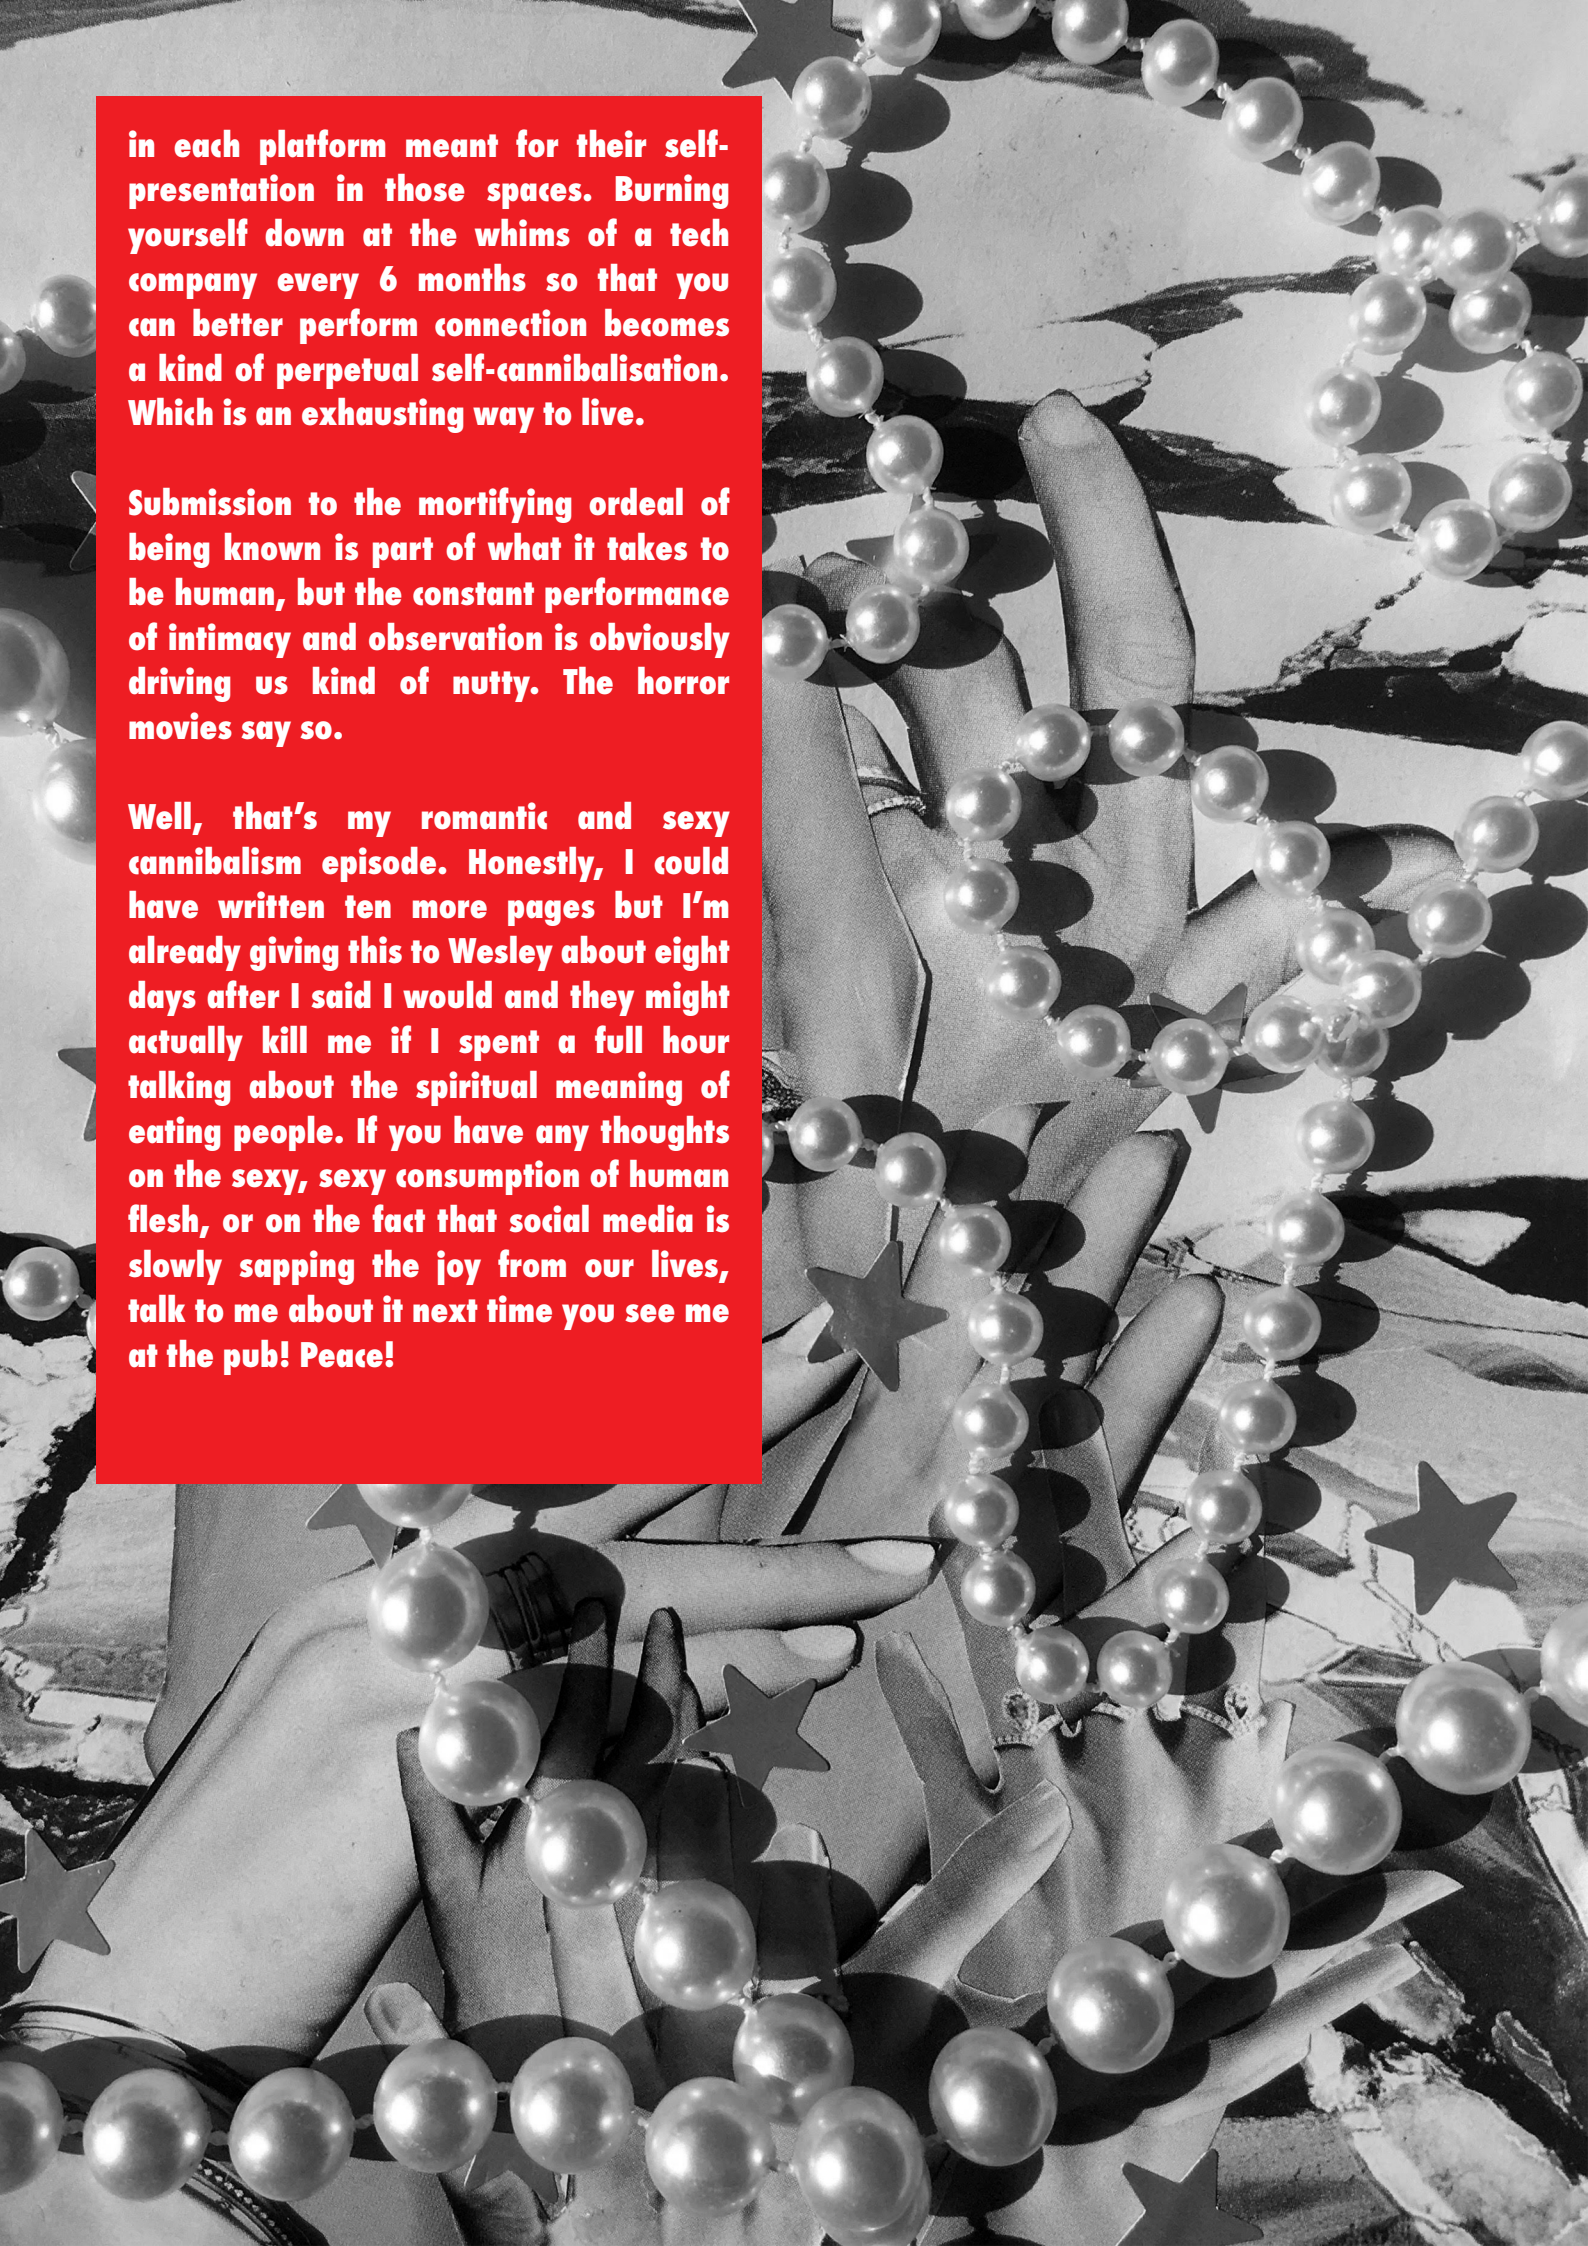 in each platform meant for their self-
presentation in those spaces. Burning
yourself down at the whims of a tech
company every 6 months so that you
can better perform connection becomes
a kind of perpetual self-cannibalisation.
Which is an exhausting way to live.
Submission to the mortifying ordeal of
being known is part of what it takes to
be human, but the constant performance
of intimacy and observation is obviously
driving us kind of nutty. The horror
movies say so.
Well, that’s my romantic and sexy
cannibalism episode. Honestly, I could
have written ten more pages but I’m
already giving this to Wesley about eight
days after I said I would and they might
actually kill me if I spent a full hour
talking about the spiritual meaning of
eating people. If you have any thoughts
on the sexy, sexy consumption of human
flesh, or on the fact that social media is
slowly sapping the joy from our lives,
talk to me about it next time you see me
at the pub! Peace!